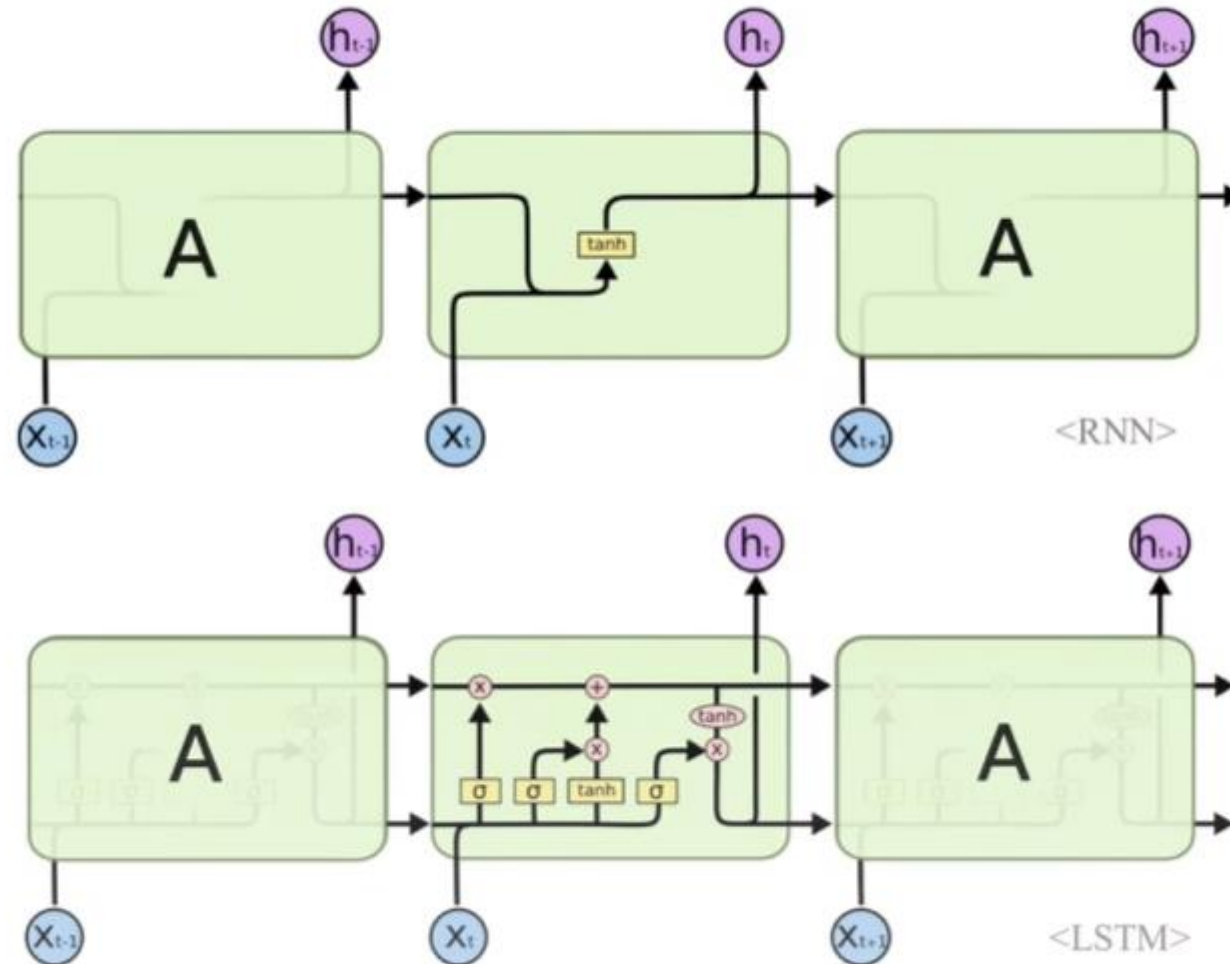 h t-1 h t h t+1
A tanh A
X t-1 X t X t+1
<RNN>
h t-1 h t h t+1
x + tanh
A x x A
σ σ tanh σ
X t-1 X t X t+1
<LSTM>